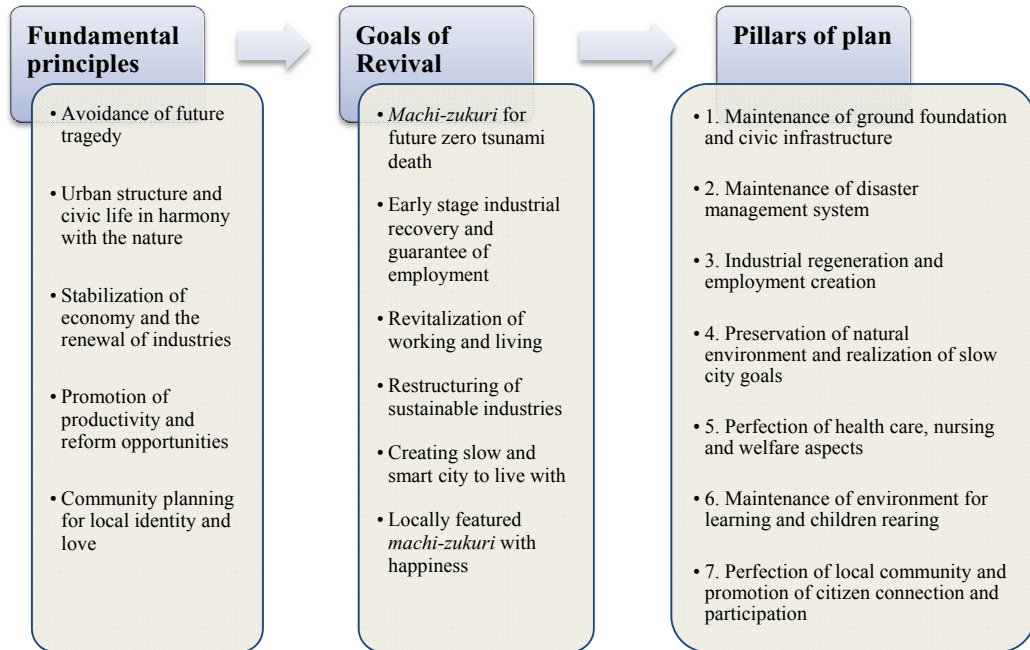 Fundamental
principles
• Avoidance of future
tragedy
• Urban structure and
civic life in harmony
with the nature
• Stabilization of
economy and the
renewal of industries
• Promotion of
productivity and
reform opportunities
• Community planning
for local identity and
love
Goals of
Revival
• Machi-zukuri for
future zero tsunami
death
• Early stage industrial
recovery and
guarantee of
employment
• Revitalization of
working and living
• Restructuring of
sustainable industries
• Creating slow and
smart city to live with
• Locally featured
machi-zukuri with
happiness
Pillars of plan
• 1. Maintenance of ground foundation
and civic infrastructure
• 2. Maintenance of disaster
management system
• 3. Industrial regeneration and
employment creation
• 4. Preservation of natural
environment and realization of slow
city goals
• 5. Perfection of health care, nursing
and welfare aspects
• 6. Maintenance of environment for
learning and children rearing
• 7. Perfection of local community and
promotion of citizen connection and
participation